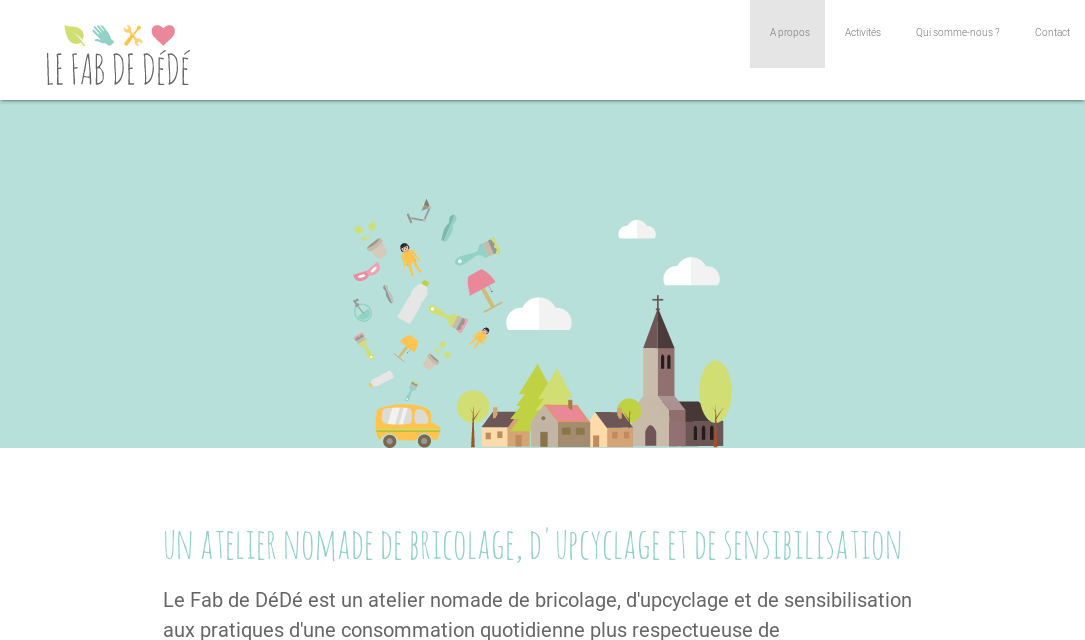 LE FAB DE DÉDÉ
A propos
Activités
Qui somme-nous ?
Contact
un atelier nomade de bricolage, d'upcyclage et de sensibilisation
Le Fab de DéDé est un atelier nomade de bricolage, d'upcyclage et de sensibilisation
aux pratiques d'une consommation quotidienne plus respectueuse de